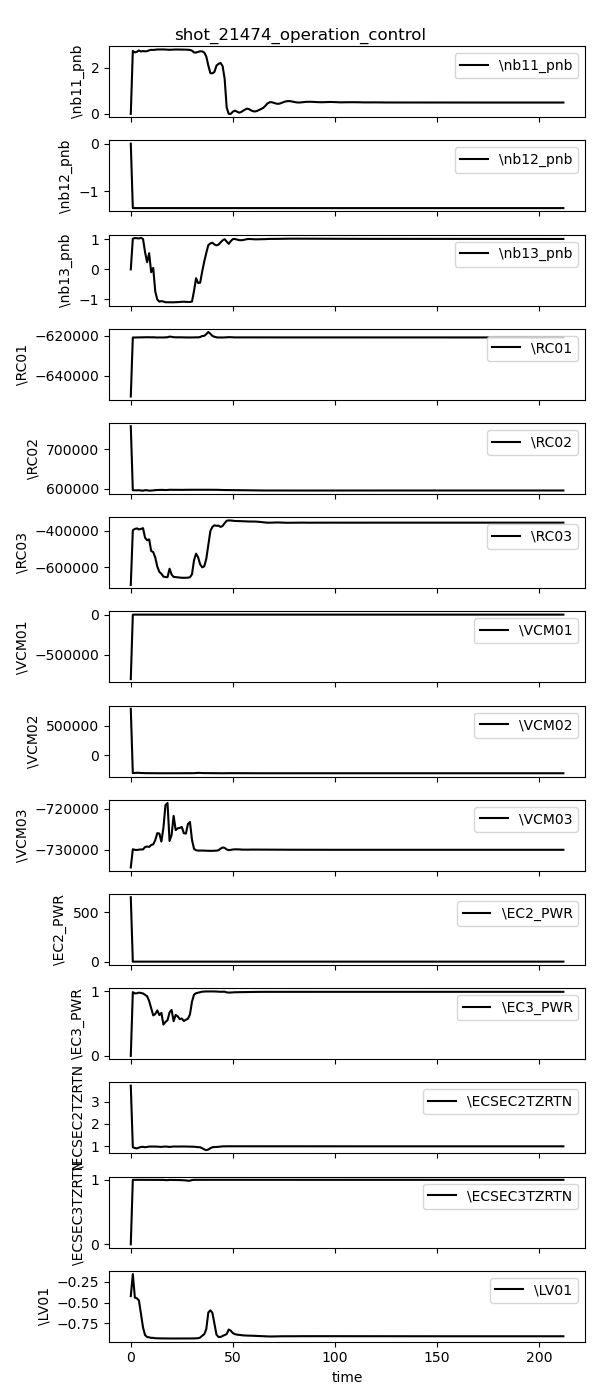 shot_21474_operation_control
\nb11_pnb
2
0
\nb11_pnb
\nb12_pnb
0
−1
\nb12_pnb
\nb13_pnb
1
0
−1
\nb13_pnb
\RC01
−620000
−640000
\RC01
\RC02
700000
600000
\RC02
\RC03
−400000
−600000
\RC03
\VCM01
0
−500000
\VCM01
\VCM02
500000
0
\VCM02
\VCM03
−720000
−730000
\VCM03
\EC2_PWR
500
0
\EC2_PWR
\EC3_PWR
1
0
\EC3_PWR
\ECSEC2TZRTN
3
2
1
\ECSEC2TZRTN
\ECSEC3TZRTN
1
0
\ECSEC3TZRTN
\LV01
−0.25
−0.50
−0.75
\LV01
0 50 100 150 200
time